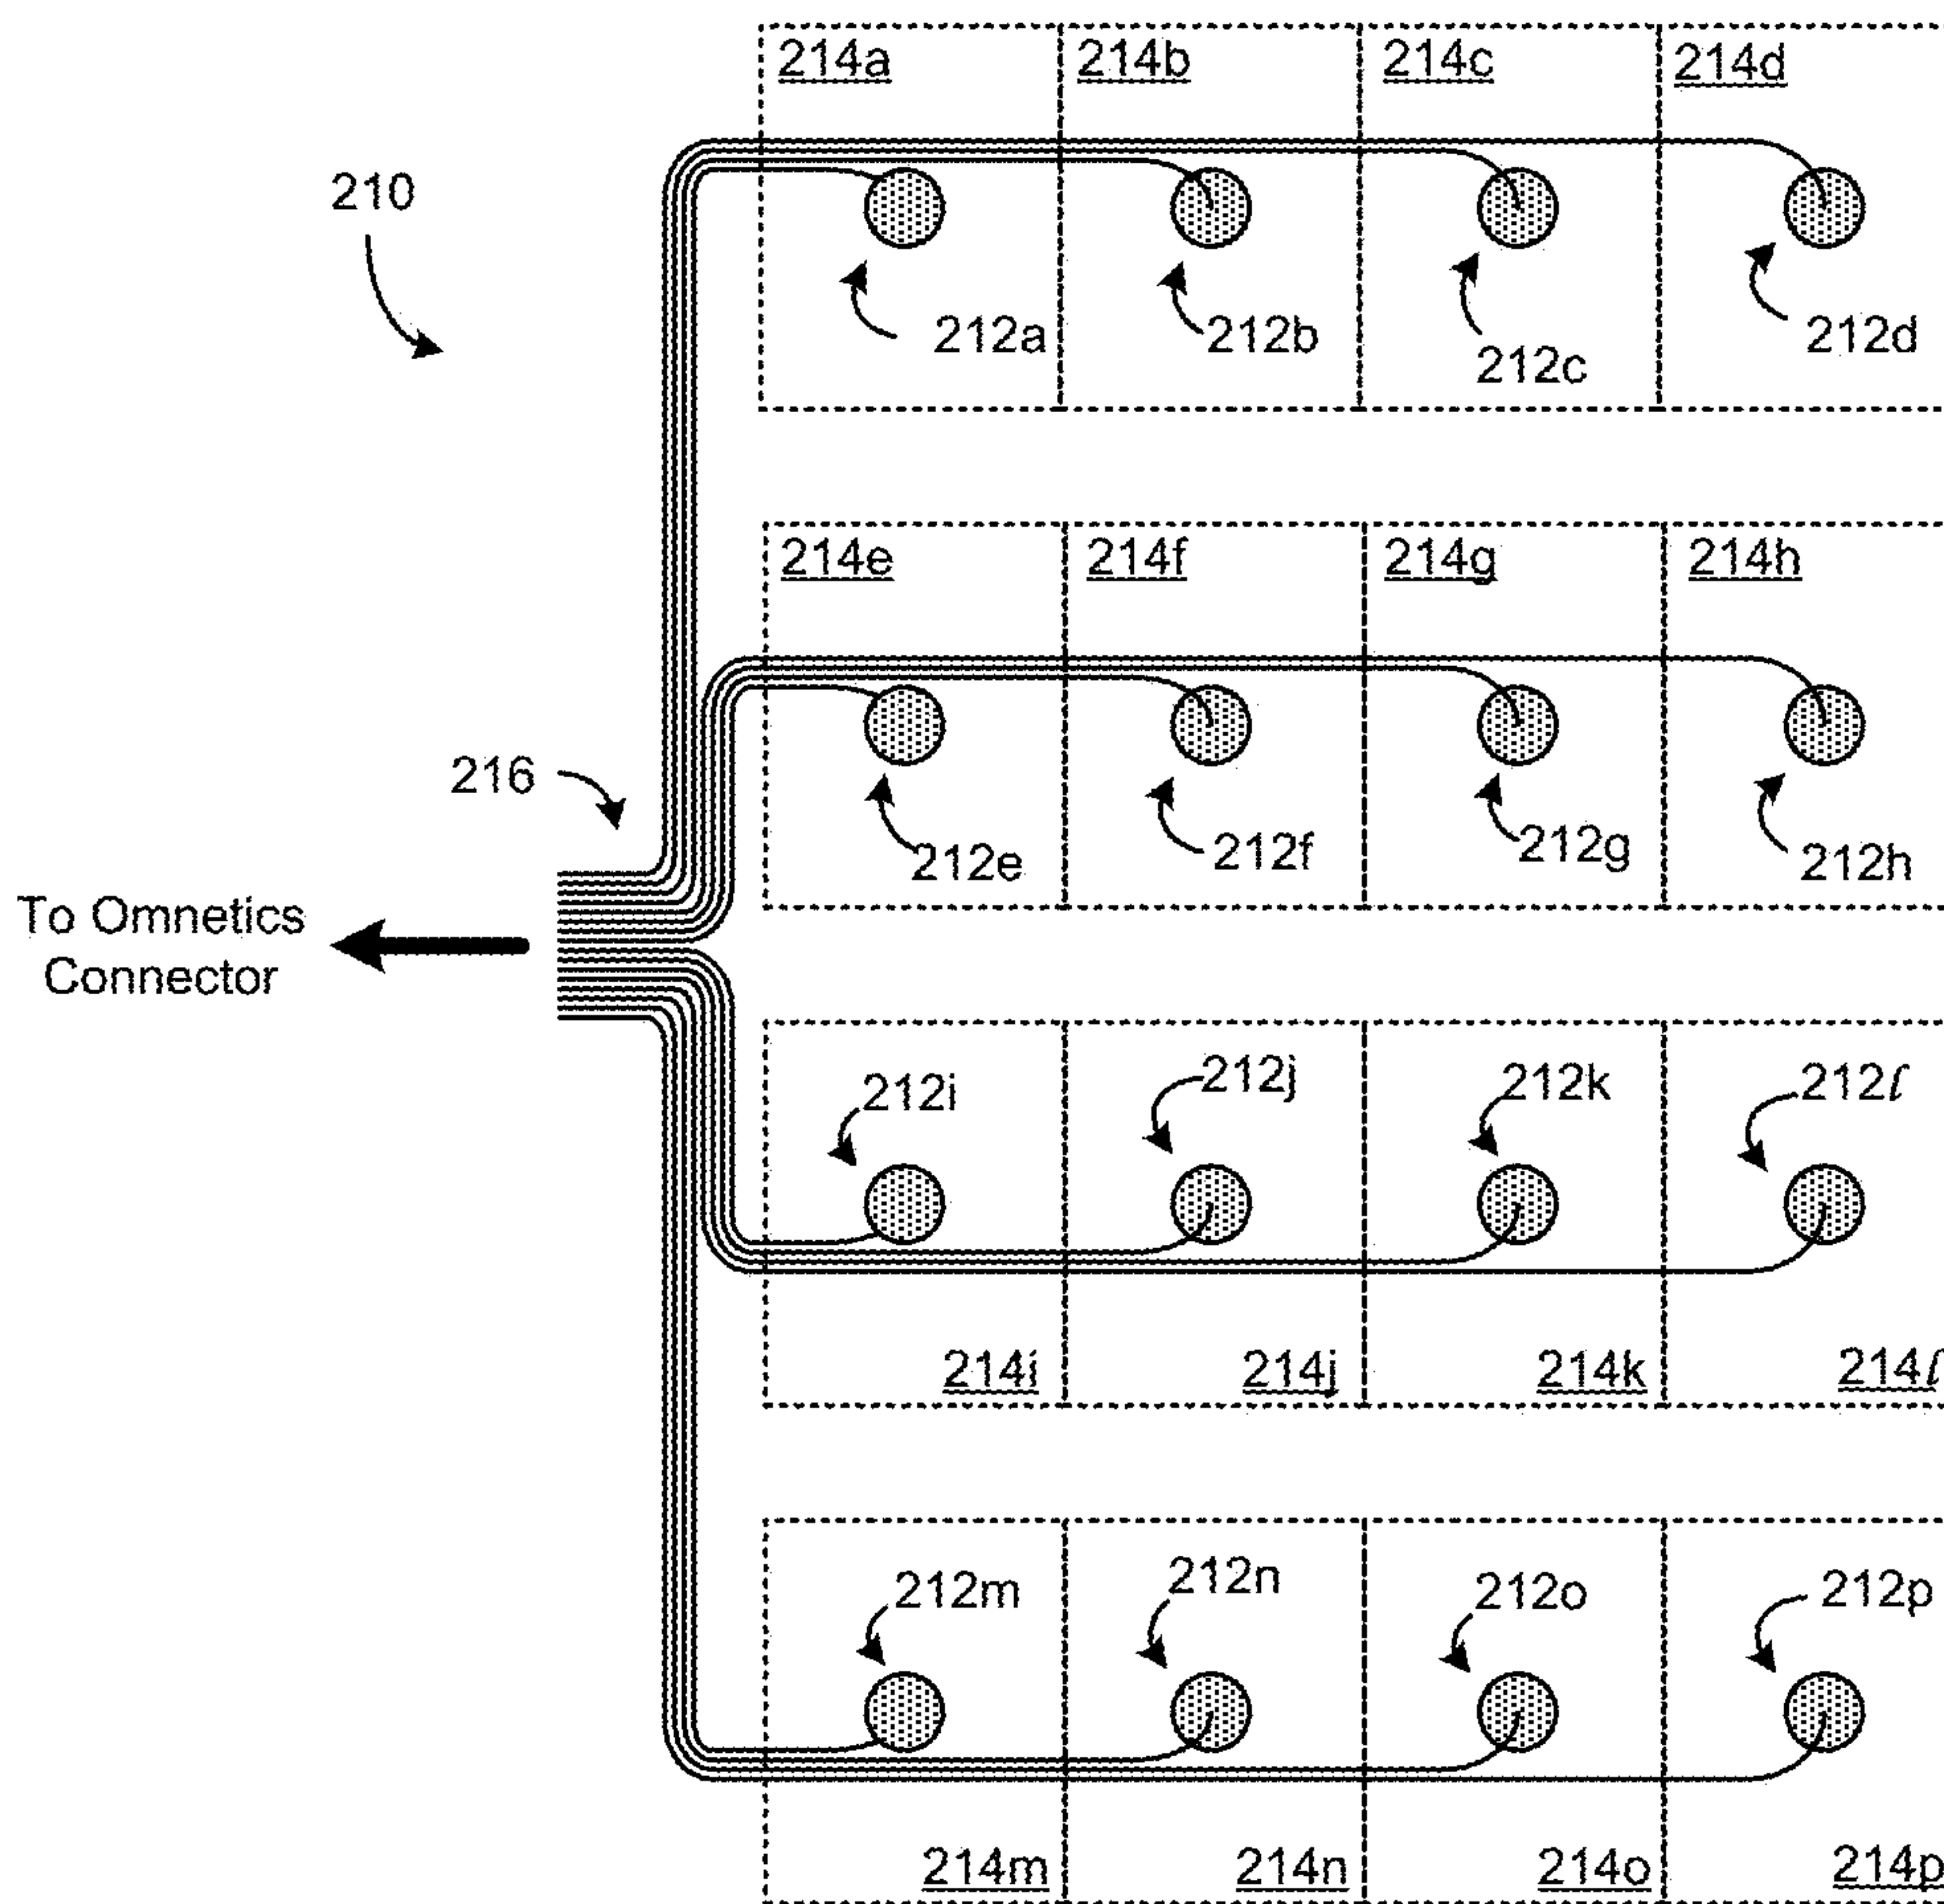 214a 214b 214c 214d
210
212a 212b 212c 212d
214e 214f 214g 214h
216
212e 212f 212g 212h
To Omnetics
Connector
212i 212j 212k 212ℓ
214i 214j 214k 214ℓ
212m 212n 212o 212p
214m 214n 214o 214p